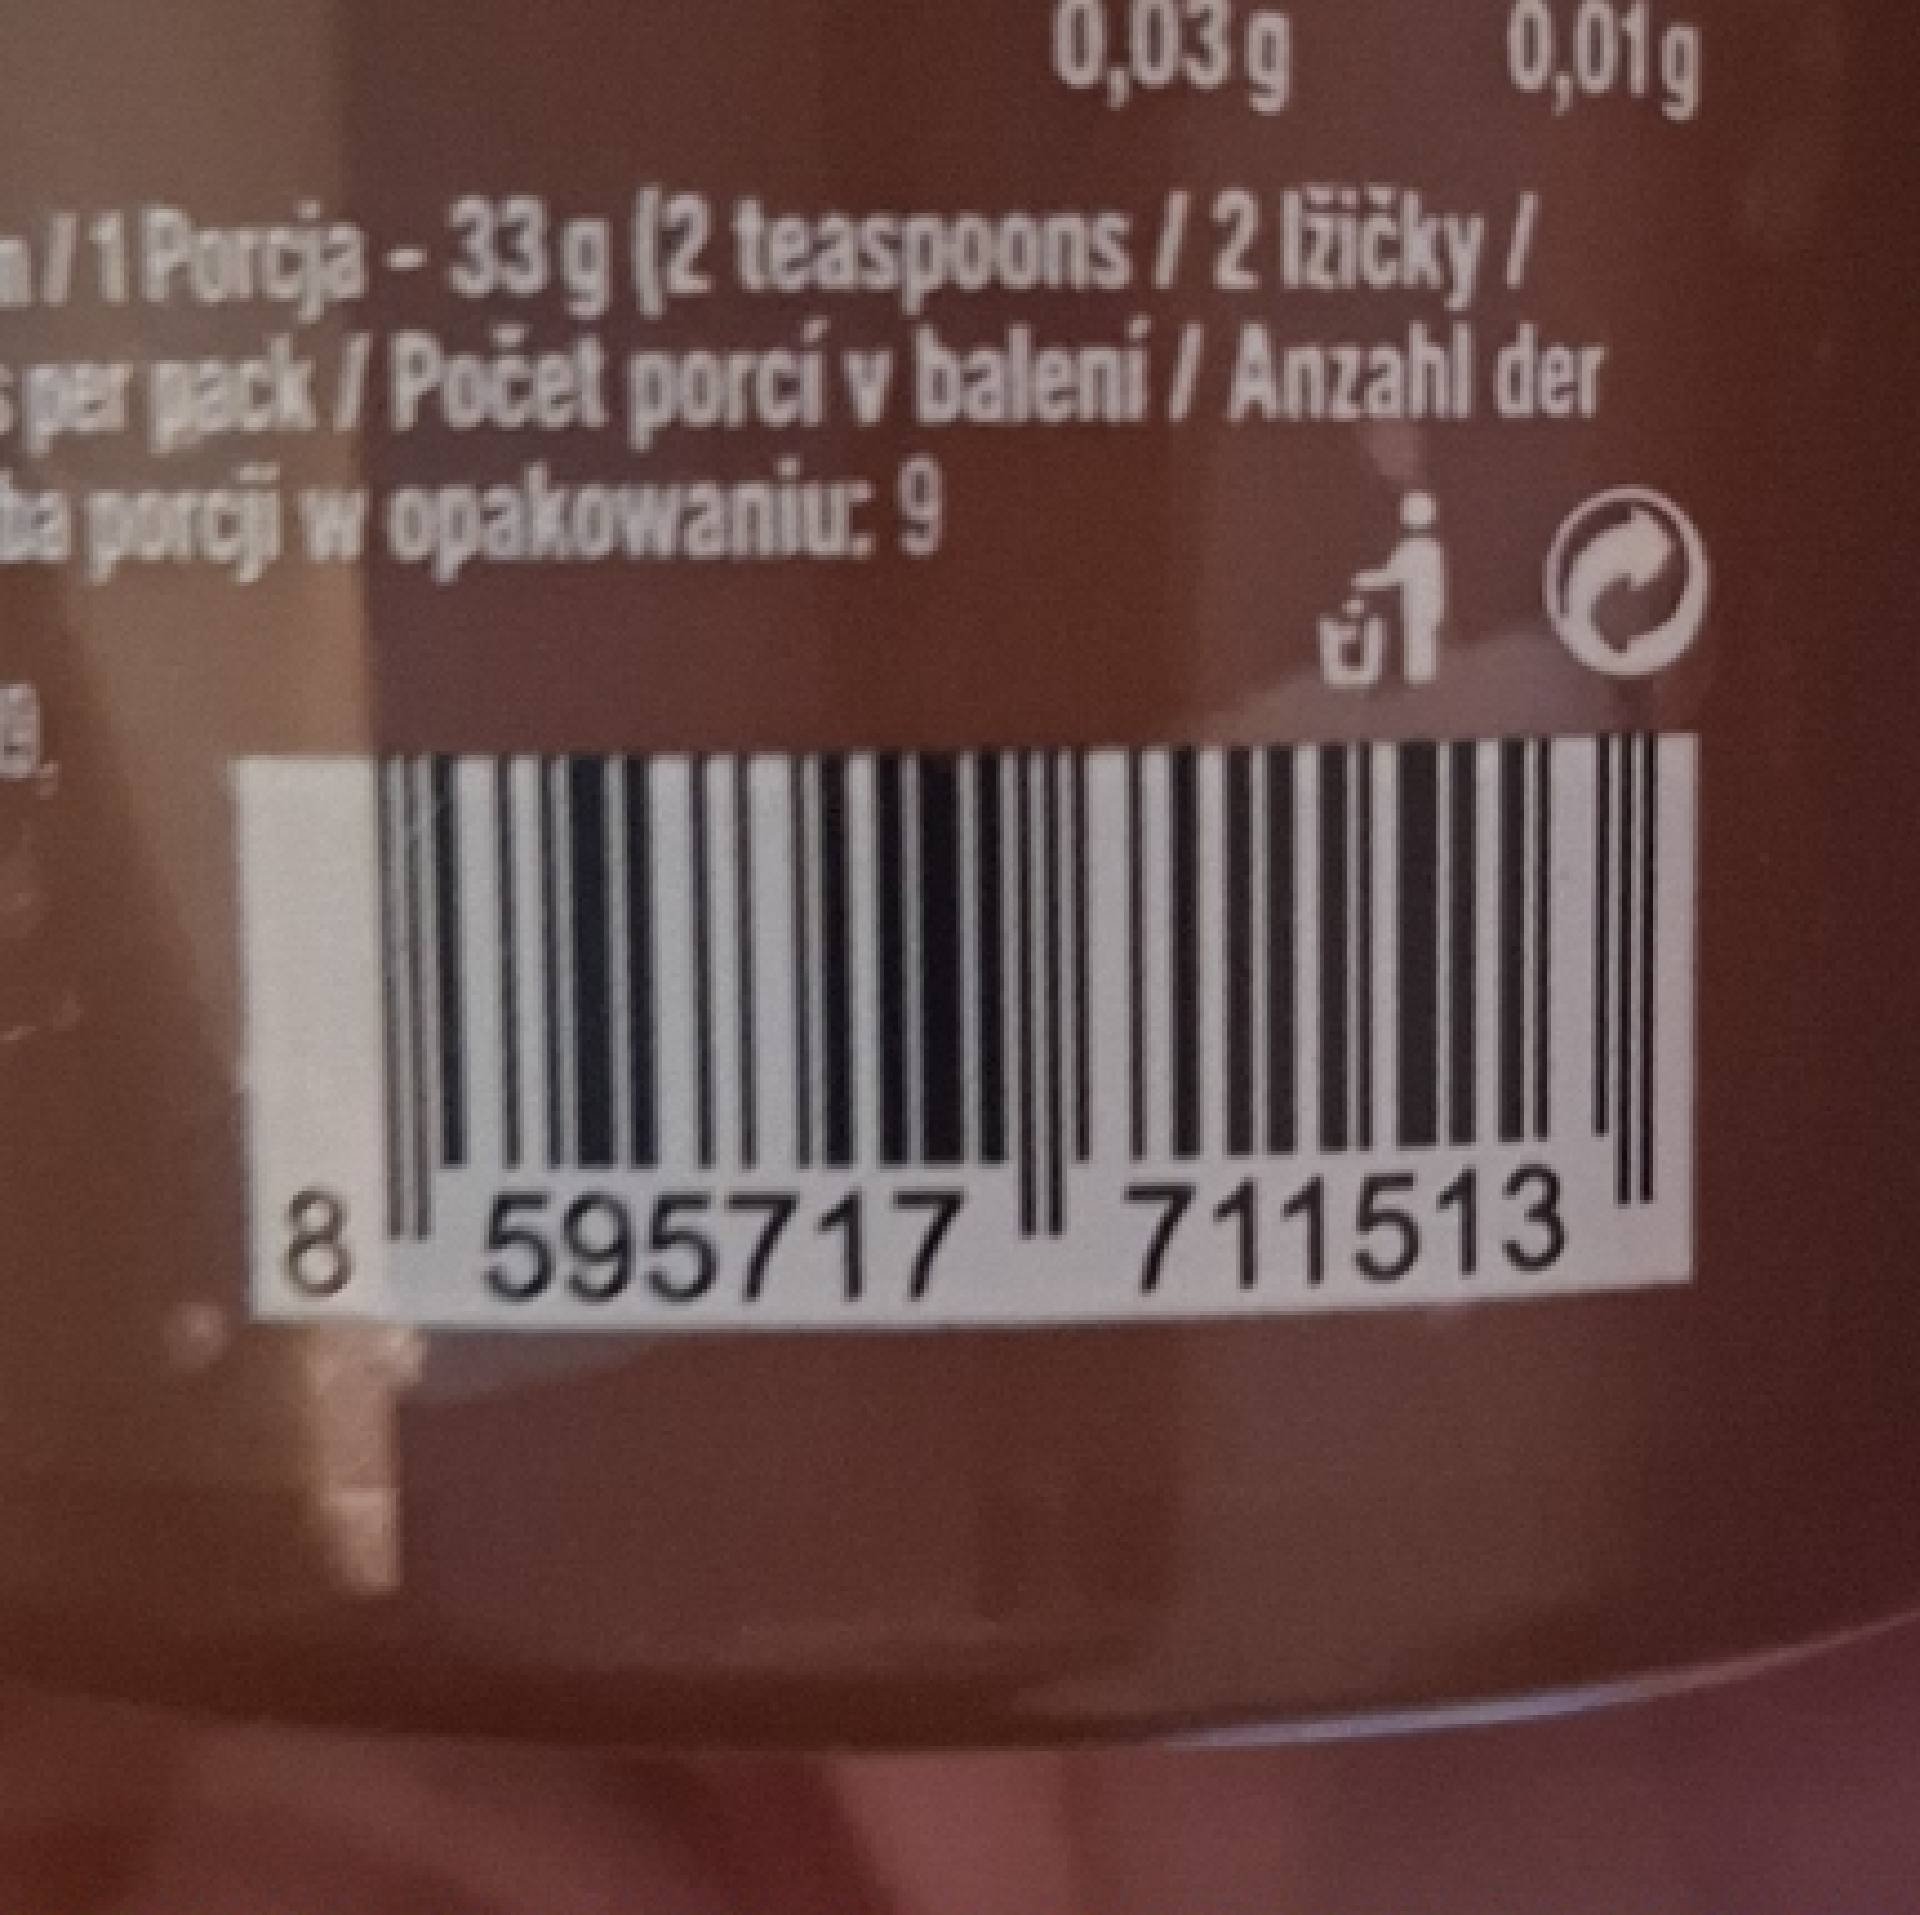 0,03 g 0,01 g
/ 1 Porcja - 33 g (2 teaspoons / 2 lžičky /
per pack / Počet porcí v balení / Anzahl der
porcji w opakowaniu: 9
8 595717 711513